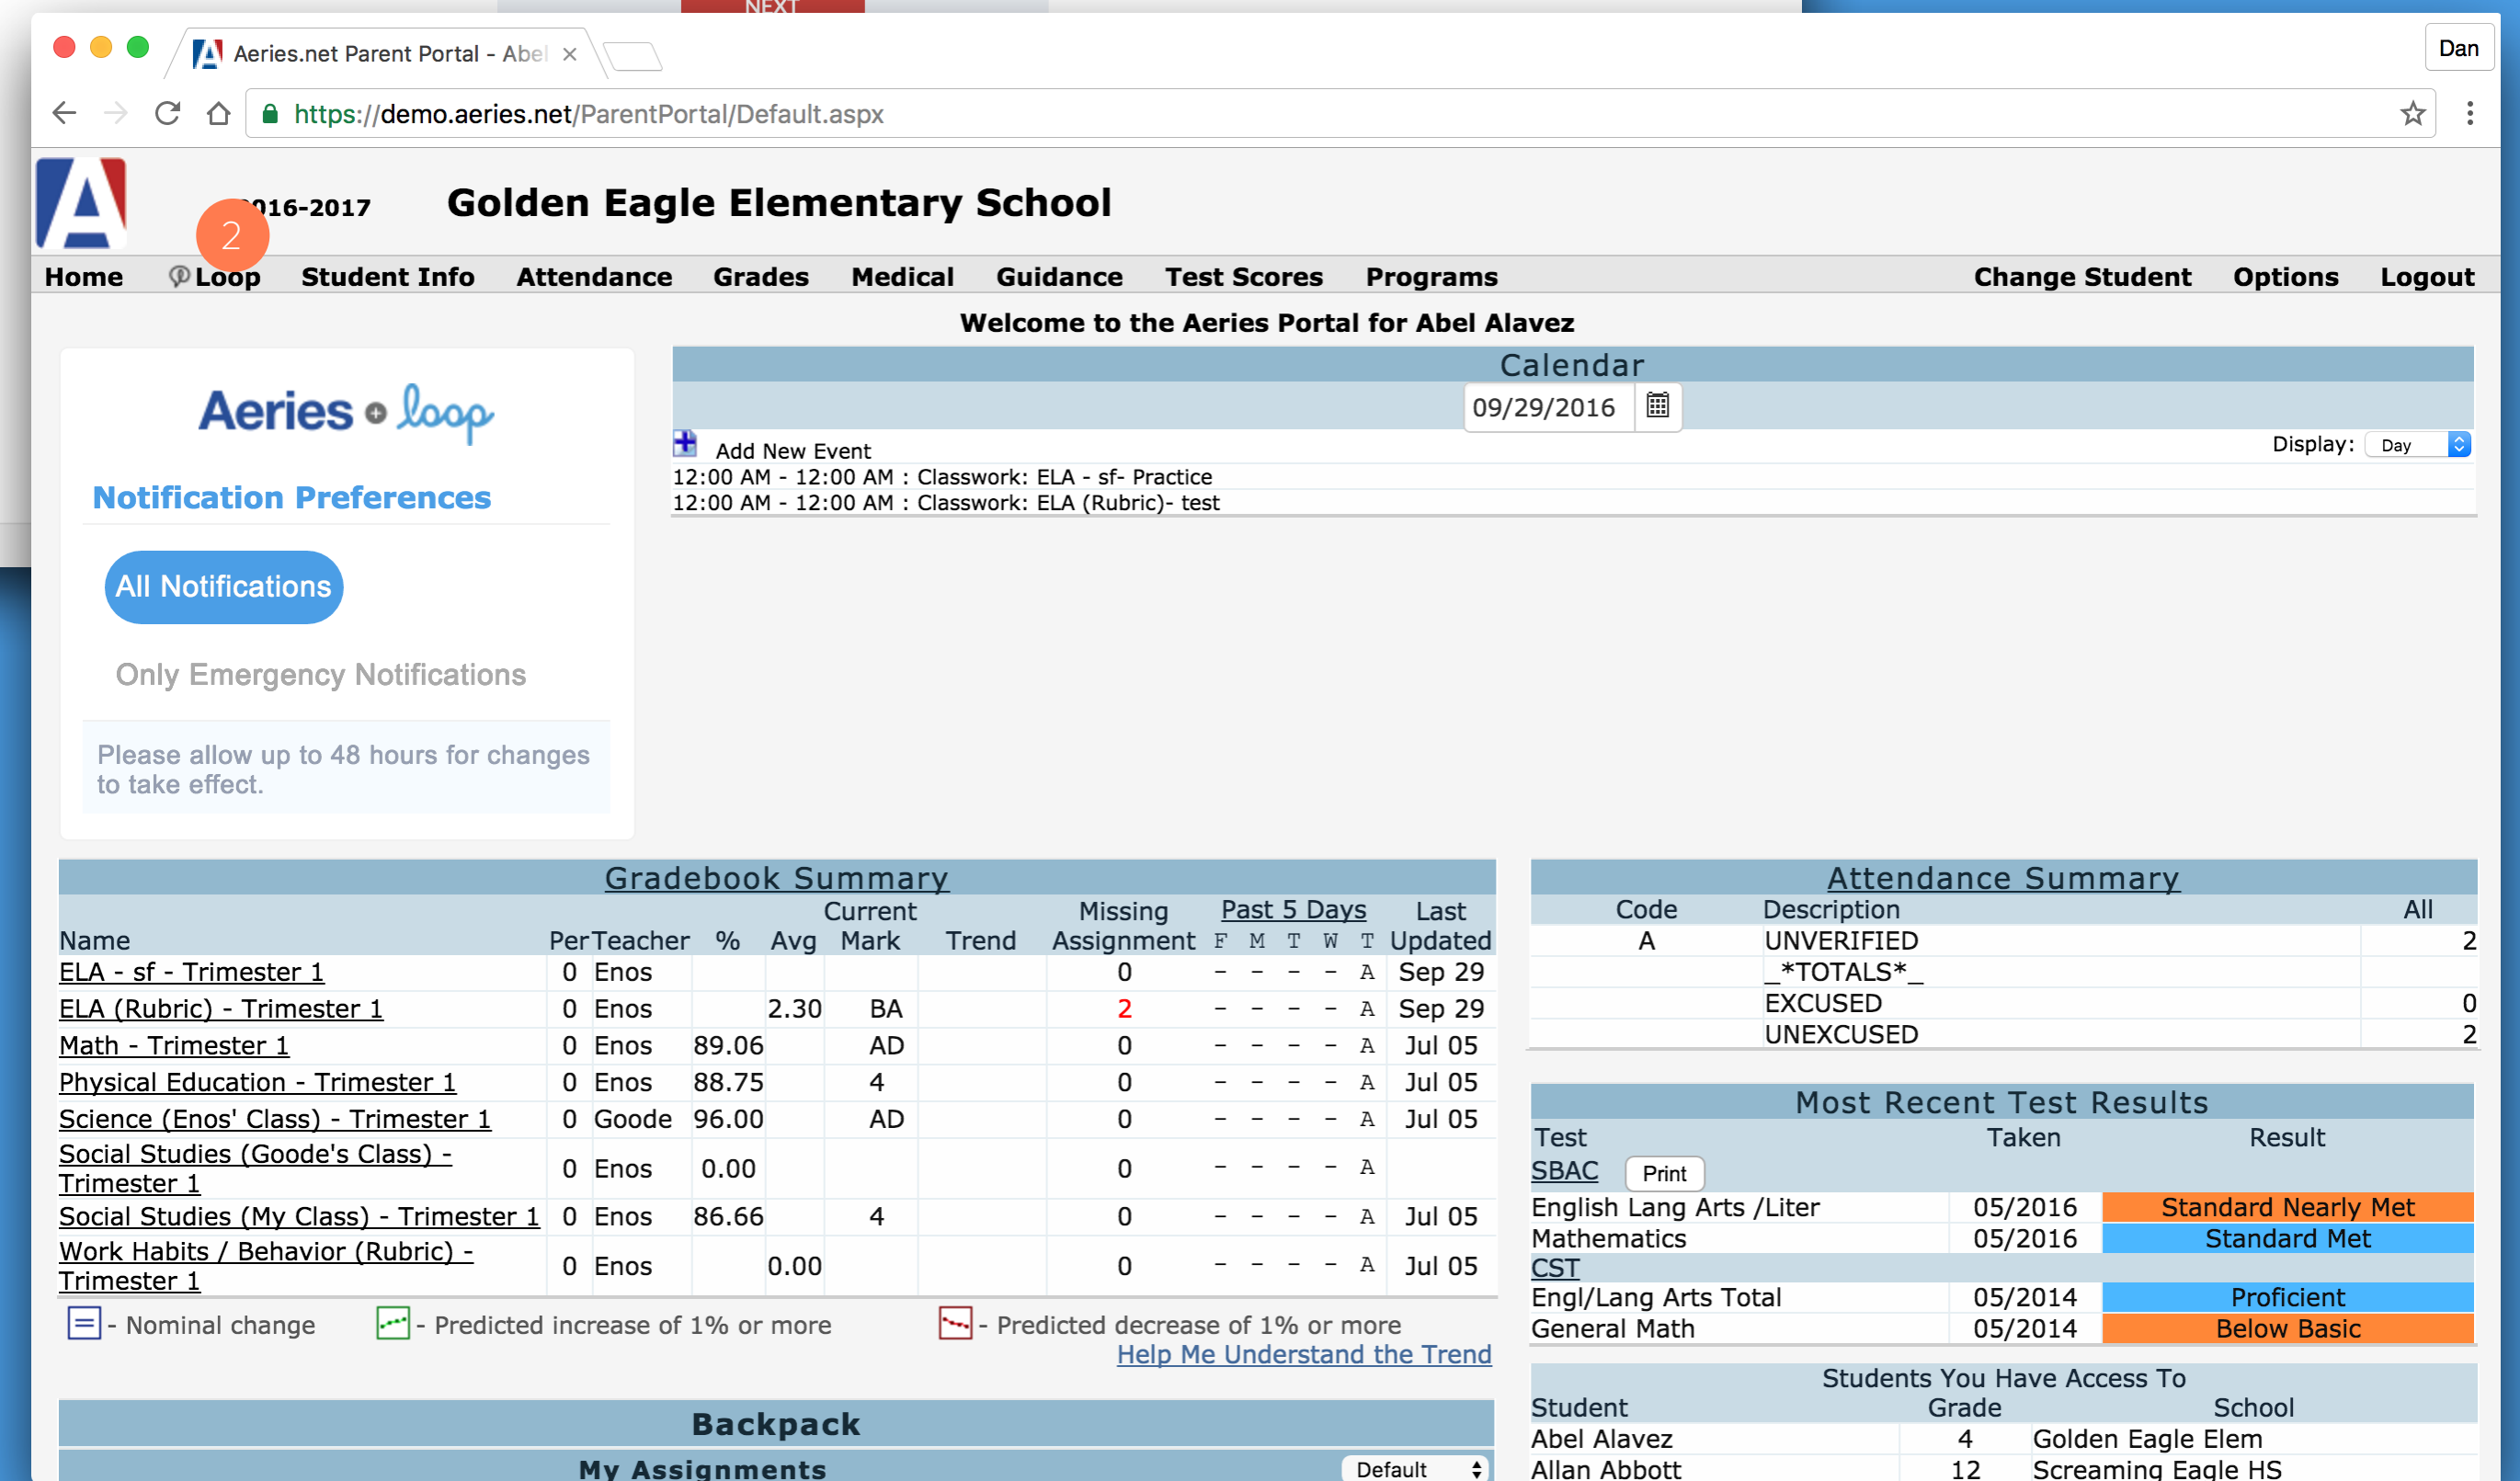 NEXT
Aeries.net Parent Portal - Abel
Dan
https://demo.aeries.net/ParentPortal/Default.aspx
2016-2017 Golden Eagle Elementary School
2
Home Loop Student Info Attendance Grades Medical Guidance Test Scores Programs Change Student Options Logout
Welcome to the Aeries Portal for Abel Alavez
Aeries loop
Notification Preferences
All Notifications
Only Emergency Notifications
Please allow up to 48 hours for changes
to take effect.
Calendar
09/29/2016
Add New Event Display: Day
12:00 AM - 12:00 AM : Classwork: ELA - sf- Practice
12:00 AM - 12:00 AM : Classwork: ELA (Rubric)- test
Gradebook Summary
Current Missing Past 5 Days Last
Name Per Teacher % Avg Mark Trend Assignment F M T W T Updated
ELA - sf - Trimester 1 0 Enos 0 - - - - A Sep 29
ELA (Rubric) - Trimester 1 0 Enos 2.30 BA 2 - - - - A Sep 29
Math - Trimester 1 0 Enos 89.06 AD 0 - - - - A Jul 05
Physical Education - Trimester 1 0 Enos 88.75 4 0 - - - - A Jul 05
Science (Enos' Class) - Trimester 1 0 Goode 96.00 AD 0 - - - - A Jul 05
Social Studies (Goode's Class) -
Trimester 1 0 Enos 0.00 0 - - - - A
Social Studies (My Class) - Trimester 1 0 Enos 86.66 4 0 - - - - A Jul 05
Work Habits / Behavior (Rubric) -
Trimester 1 0 Enos 0.00 0 - - - - A Jul 05
- Nominal change - Predicted increase of 1% or more - Predicted decrease of 1% or more
Help Me Understand the Trend
Backpack
My Assignments Default
Attendance Summary
Code Description All
A UNVERIFIED 2
_*TOTALS*_
EXCUSED 0
UNEXCUSED 2
Most Recent Test Results
Test Taken Result
SBAC Print
English Lang Arts /Liter 05/2016 Standard Nearly Met
Mathematics 05/2016 Standard Met
CST
Engl/Lang Arts Total 05/2014 Proficient
General Math 05/2014 Below Basic
Students You Have Access To
Student Grade School
Abel Alavez 4 Golden Eagle Elem
Allan Abbott 12 Screaming Eagle HS